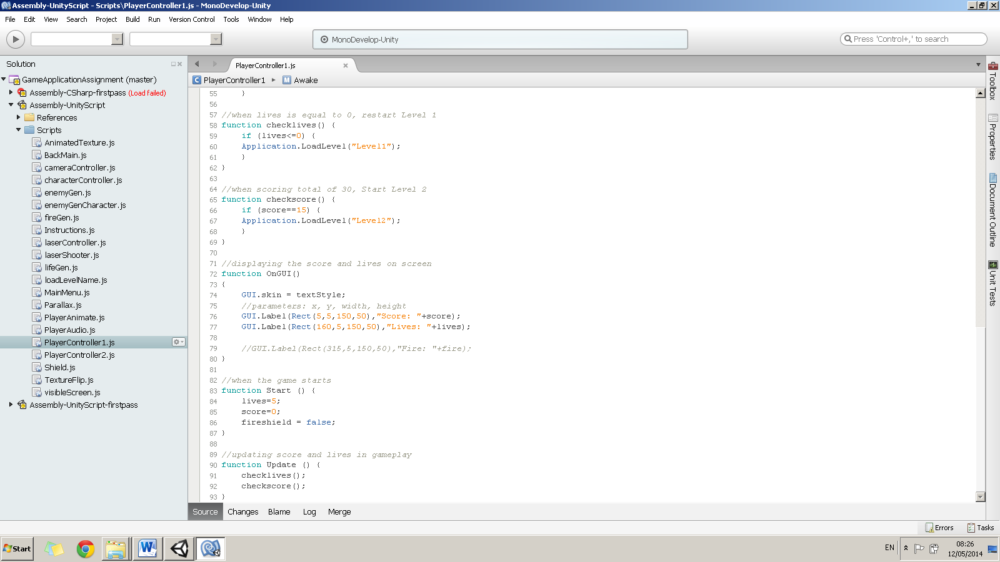 Assembly-UnityScript - Scripts\PlayerController1.js - MonoDevelop-Unity
File Edit View Search Project Build Run Version Control Tools Window Help
MonoDevelop-Unity
Press 'Control+,' to search
Solution
GameApplicationAssignment (master)
Assembly-CSharp-firstpass (Load failed)
Assembly-UnityScript
References
Scripts
AnimatedTexture.js
BackMain.js
cameraController.js
characterController.js
enemyGen.js
enemyGenCharacter.js
fireGen.js
Instructions.js
laserController.js
laserShooter.js
lifeGen.js
loadLevelName.js
MainMenu.js
Parallax.js
PlayerAnimate.js
PlayerAudio.js
PlayerController1.js
PlayerController2.js
Shield.js
TextureFlip.js
visibleScreen.js
Assembly-UnityScript-firstpass
PlayerController1.js
C PlayerController1 M Awake
55 }
56
57 //when lives is equal to 0, restart Level 1
58 function checklives() {
59 if (lives<=0) {
60 Application.LoadLevel("Level1");
61 }
62 }
63
64 //when scoring total of 30, Start Level 2
65 function checkscore() {
66 if (score==15) {
67 Application.LoadLevel("Level2");
68 }
69 }
70
71 //displaying the score and lives on screen
72 function OnGUI()
73 {
74 GUI.skin = textStyle;
75 //parameters: x, y, width, height
76 GUI.Label(Rect(5,5,150,50),"Score: "+score);
77 GUI.Label(Rect(160,5,150,50),"Lives: "+lives);
78
79 //GUI.Label(Rect(315,5,150,50),"Fire: "+fire);
80 }
81
82 //when the game starts
83 function Start () {
84 lives=5;
85 score=0;
86 fireshield = false;
87 }
88
89 //updating score and lives in gameplay
90 function Update () {
91 checklives();
92 checkscore();
93 }
Source Changes Blame Log Merge
Toolbox
Properties
Document Outline
Unit Tests
Errors Tasks
Start
W
EN
08:26
12/05/2014